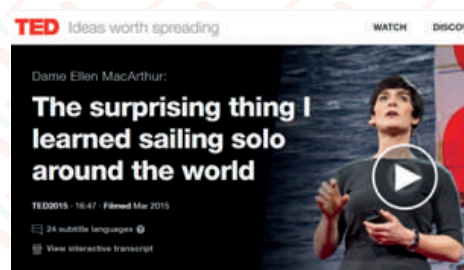 TED Ideas worth spreading
WATCH DISCOV
Dame Ellen MacArthur:
The surprising thing I
learned sailing solo
around the world
TED2015 · 16:47 · Filmed Mar 2015
24 subtitle languages
View interactive transcript